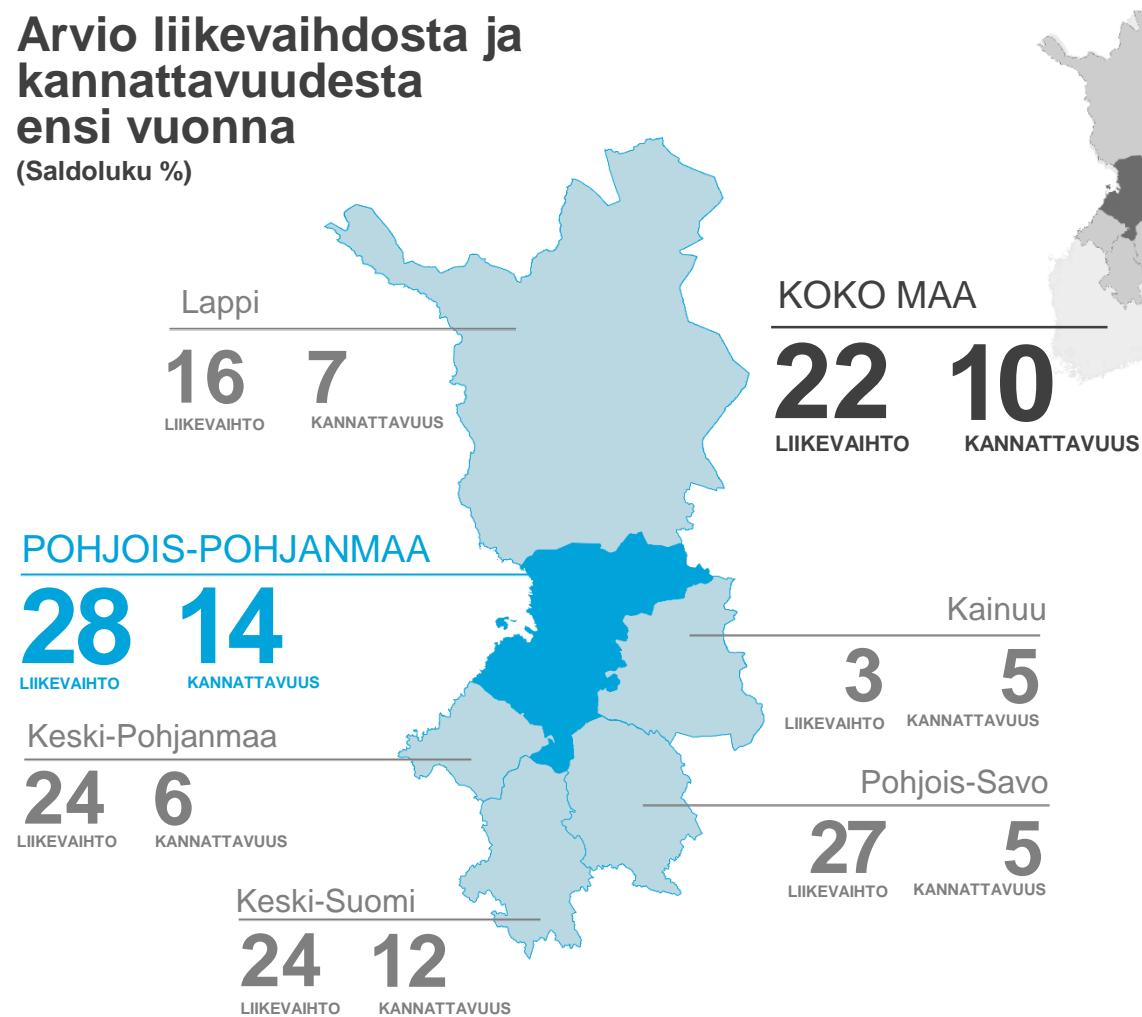 Arvio liikevaihdosta ja
kannattavuudesta
ensi vuonna
(Saldoluku %)
Lappi
16 7
LIIKEVAIHTO KANNATTAVUUS
KOKO MAA
22 10
LIIKEVAIHTO KANNATTAVUUS
POHJOIS-POHJANMAA
28 14
LIIKEVAIHTO KANNATTAVUUS
Kainuu
3 5
LIIKEVAIHTO KANNATTAVUUS
Keski-Pohjanmaa
24 6
LIIKEVAIHTO KANNATTAVUUS
Pohjois-Savo
27 5
LIIKEVAIHTO KANNATTAVUUS
Keski-Suomi
24 12
LIIKEVAIHTO KANNATTAVUUS